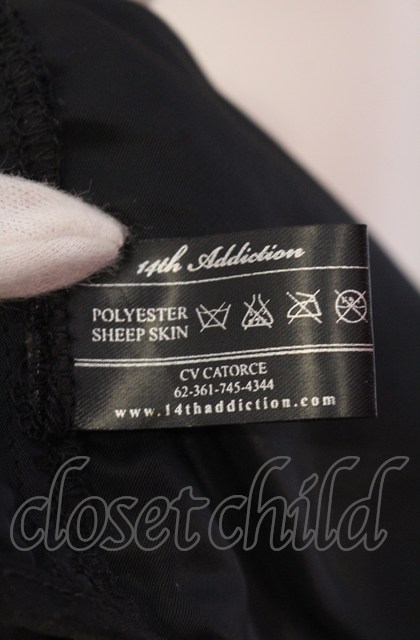 14th Addiction
POLYESTER
SHEEP SKIN
CV CATORCE
62-361-745-4344
www.14thaddiction.com
closet child